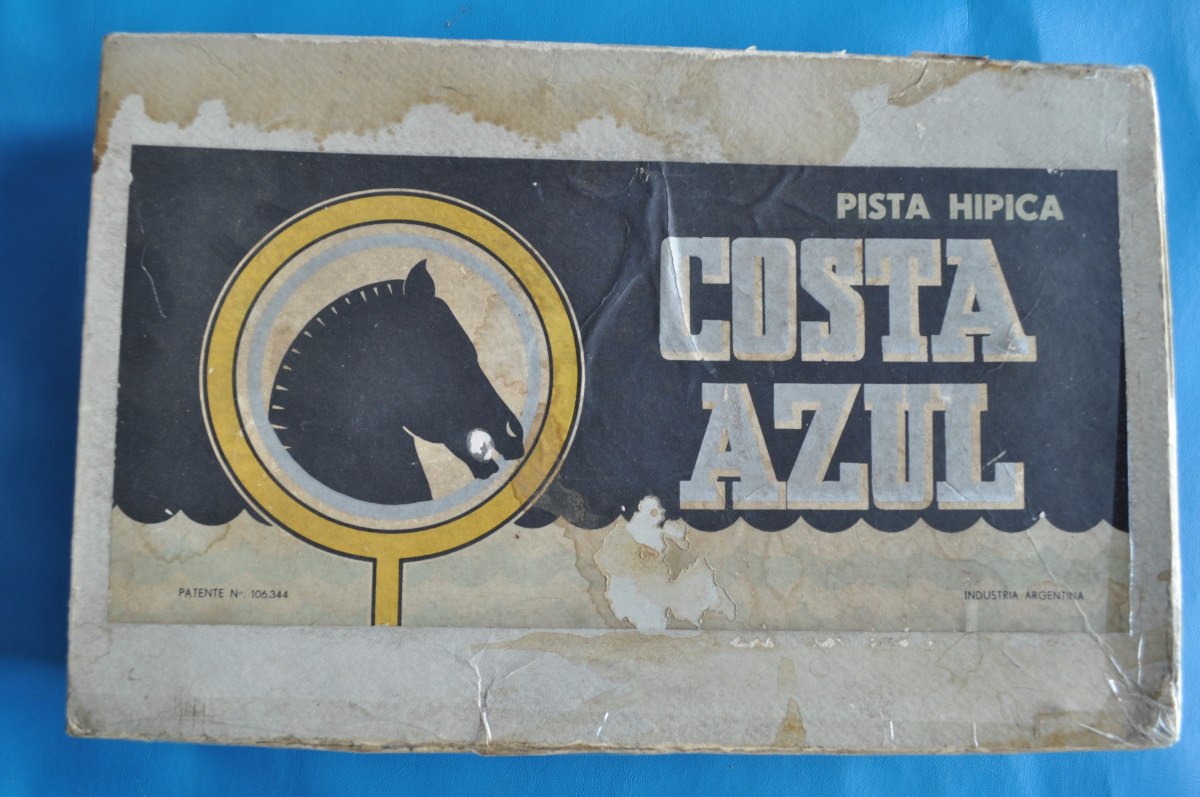 PISTA HIPICA
COSTA
AZUL
PATENTE Nº. 106.344
INDUSTRIA ARGENTINA